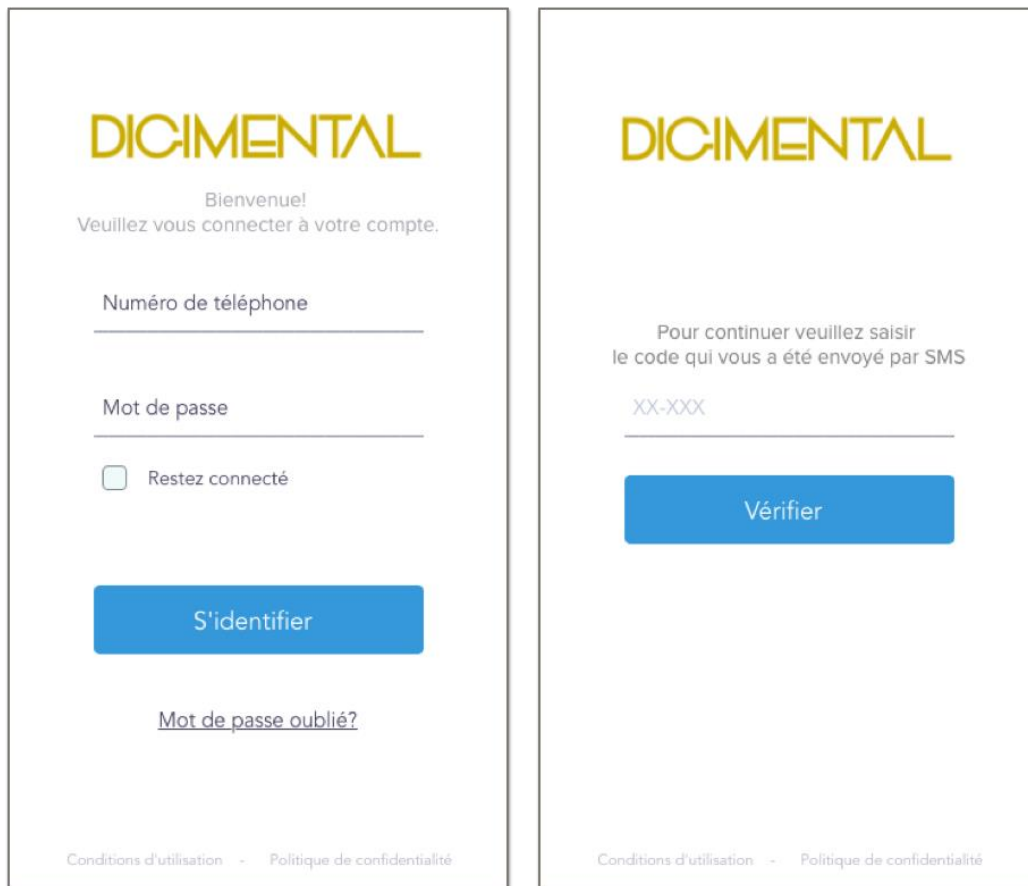 DIGIMENTAL
Bienvenue!
Veuillez vous connecter à votre compte.
Numéro de téléphone
Mot de passe
Restez connecté
S'identifier
Mot de passe oublié?
Conditions d'utilisation - Politique de confidentialité
DIGIMENTAL
Pour continuer veuillez saisir
le code qui vous a été envoyé par SMS
XX-XXX
Vérifier
Conditions d'utilisation - Politique de confidentialité